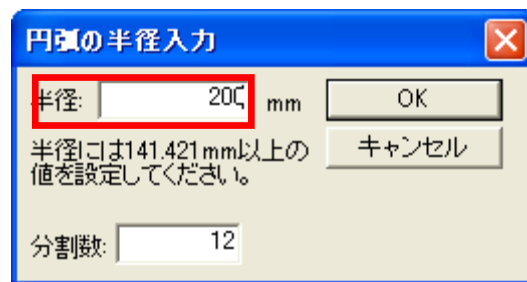 円弧の半径入力
半径: 200 mm
OK
半径には141.421mm以上の
値を設定してください。
キャンセル
分割数: 12